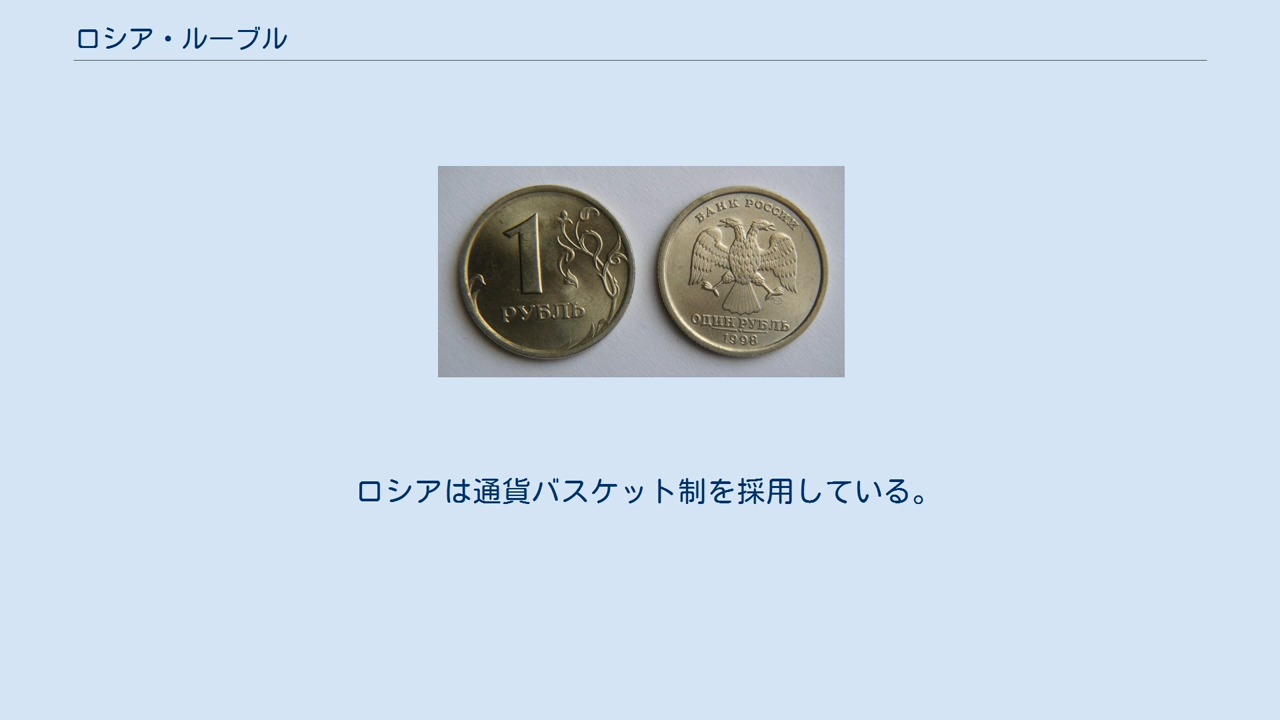 ロシア・ルーブル
1
РУБЛЬ
БАНК РОССИИ
ОДИН РУБЛЬ
1998
ロシアは通貨バスケット制を採用している。